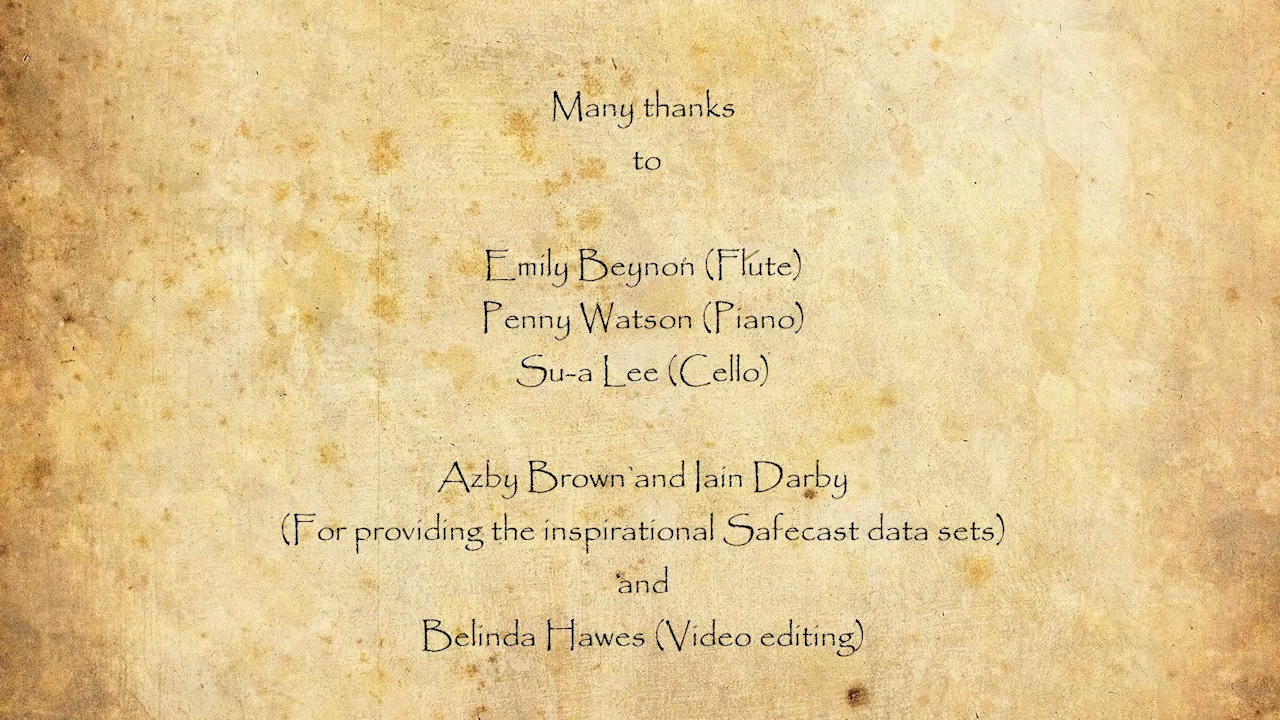 Many thanks
to
Emily Beynon (Flute)
Penny Watson (Piano)
Su-a Lee (Cello)
Azby Brown and Iain Darby
(For providing the inspirational Safecast data sets)
and
Belinda Hawes (Video editing)